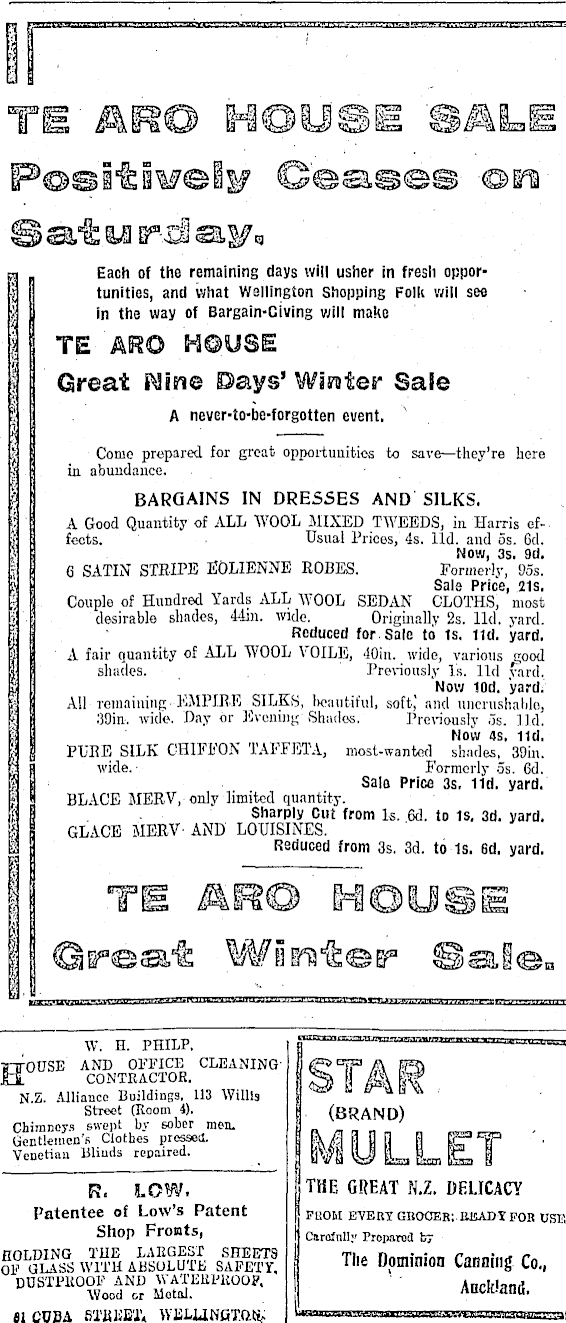 TE ARO HOUSE SALE
Positively Ceases on
Saturday.
Each of the remaining days will usher in fresh oppor-
tunities, and what Wellington Shopping Folk will see
in the way of Bargain-Giving will make
TE ARO HOUSE
Great Nine Days' Winter Sale
A never-to-be-forgotten event.
Come prepared for great opportunities to save—they're here
in abundance.
BARGAINS IN DRESSES AND SILKS.
A Good Quantity of ALL WOOL MIXED TWEEDS, in Harris ef-
fects. Usual Prices, 4s. 11d. and 5s. 6d.
Now, 3s. 9d.
6 SATIN STRIPE EOLIENNE ROBES. Formerly, 95s.
Sale Price, 21s.
Couple of Hundred Yards ALL WOOL SEDAN CLOTHS, most
desirable shades, 44in. wide. Originally 2s. 11d. yard.
Reduced for Sale to 1s. 11d. yard.
A fair quantity of ALL WOOL VOILE, 40in. wide, various good
shades. Previously 1s. 11d yard.
Now 10d. yard.
All remaining EMPIRE SILKS, beautiful, soft, and uncrushable,
39in. wide. Day or Evening Shades. Previously 5s. 11d.
Now 4s. 11d.
PURE SILK CHIFFON TAFFETA, most-wanted shades, 39in.
wide. Formerly 5s. 6d.
Sale Price 3s. 11d. yard.
BLACE MERV, only limited quantity.
Sharply Cut from 1s. 6d. to 1s. 3d. yard.
GLACE MERV AND LOUISINES.
Reduced from 3s. 3d. to 1s. 6d. yard.
TE ARO HOUSE
Great Winter Sale.
W. H. PHILP,
HOUSE AND OFFICE CLEANING
CONTRACTOR,
N.Z. Alliance Buildings, 113 Willis
Street (Room 4).
Chimneys swept by sober men.
Gentlemen's Clothes pressed.
Venetian Blinds repaired.
R. LOW,
Patentee of Low's Patent
Shop Fronts,
HOLDING THE LARGEST SHEETS
OF GLASS WITH ABSOLUTE SAFETY,
DUSTPROOF AND WATERPROOF,
Wood or Metal.
81 CUBA STREET, WELLINGTON.
STAR
(BRAND)
MULLET
THE GREAT N.Z. DELICACY
FROM EVERY GROCER; READY FOR USE
Carefully Prepared by
The Dominion Canning Co.,
Auckland.